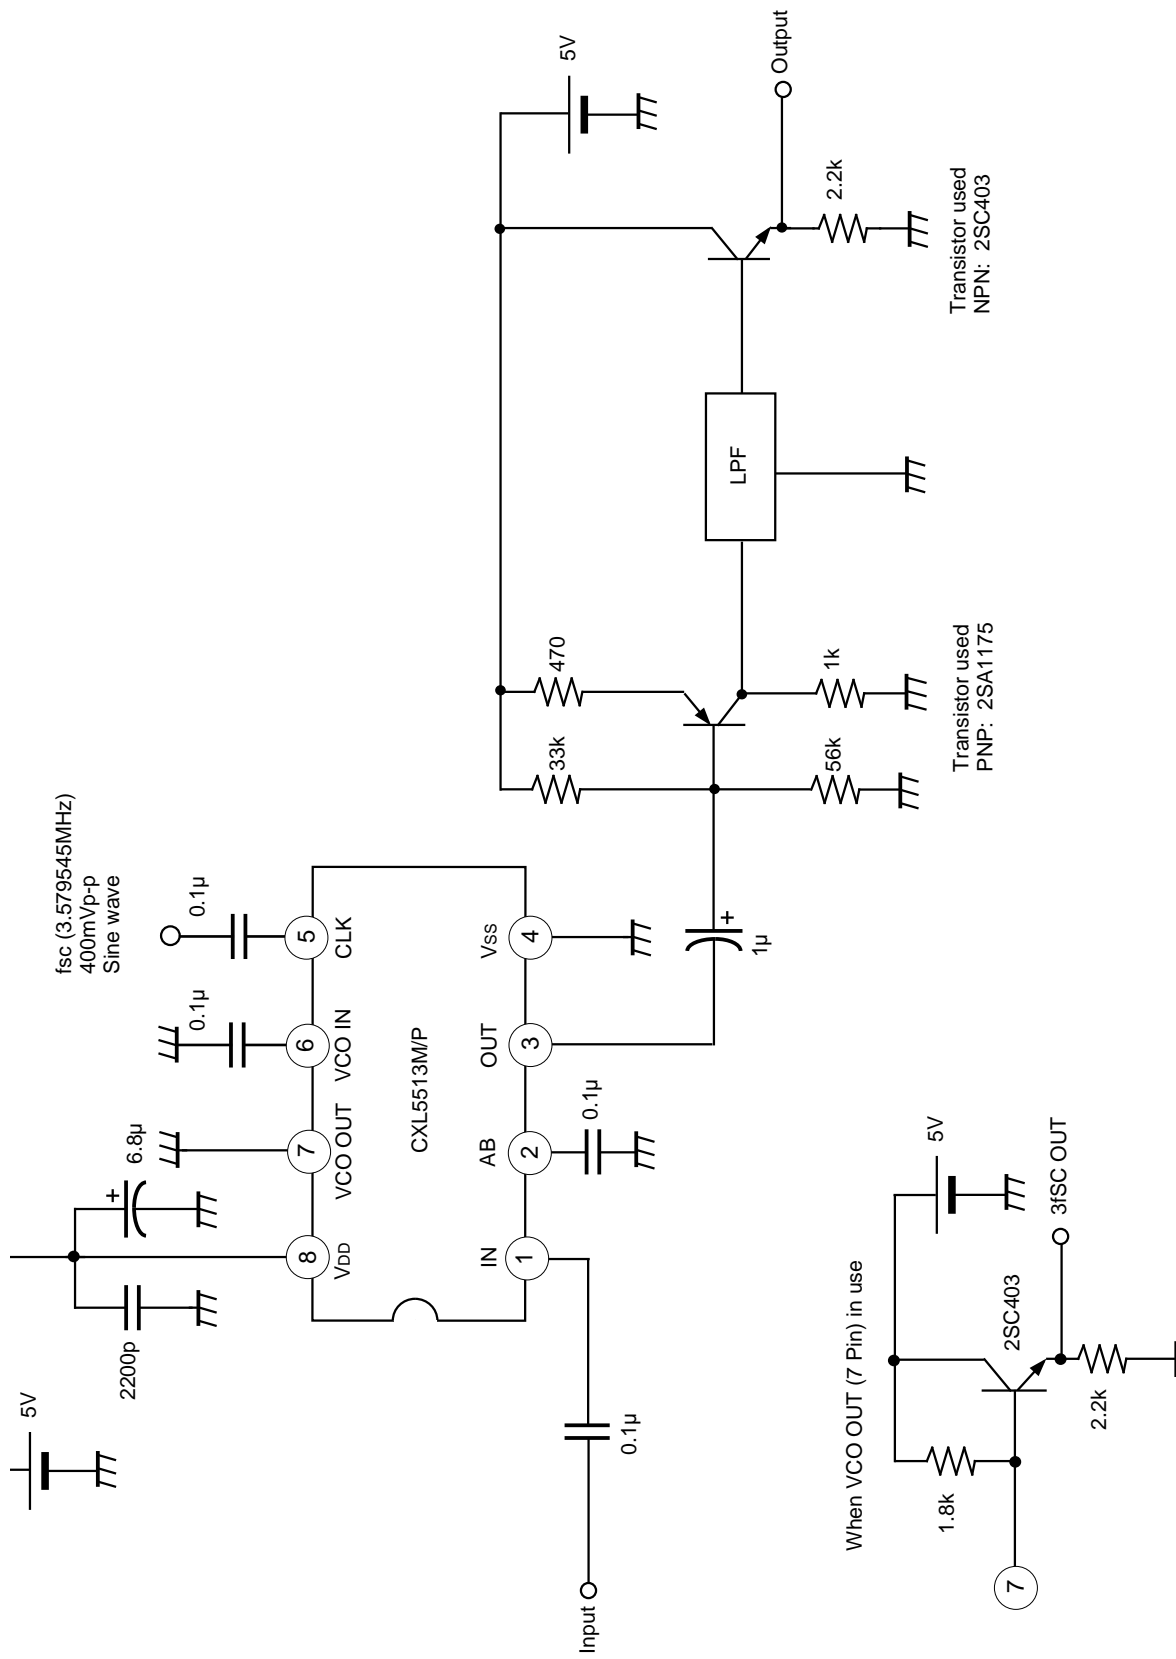 5V
2200p
6.8µ
0.1µ
0.1µ
fsc (3.579545MHz)
400mVp-p
Sine wave
8
7
6
5
VDD
VCO OUT
VCO IN
CLK
CXL5513M/P
IN
AB
OUT
VSS
1
2
3
4
Input
0.1µ
0.1µ
1µ
33k
470
56k
1k
Transistor used
PNP: 2SA1175
LPF
5V
Output
2.2k
Transistor used
NPN: 2SC403
When VCO OUT (7 Pin) in use
5V
1.8k
2SC403
7
2.2k
3fSC OUT